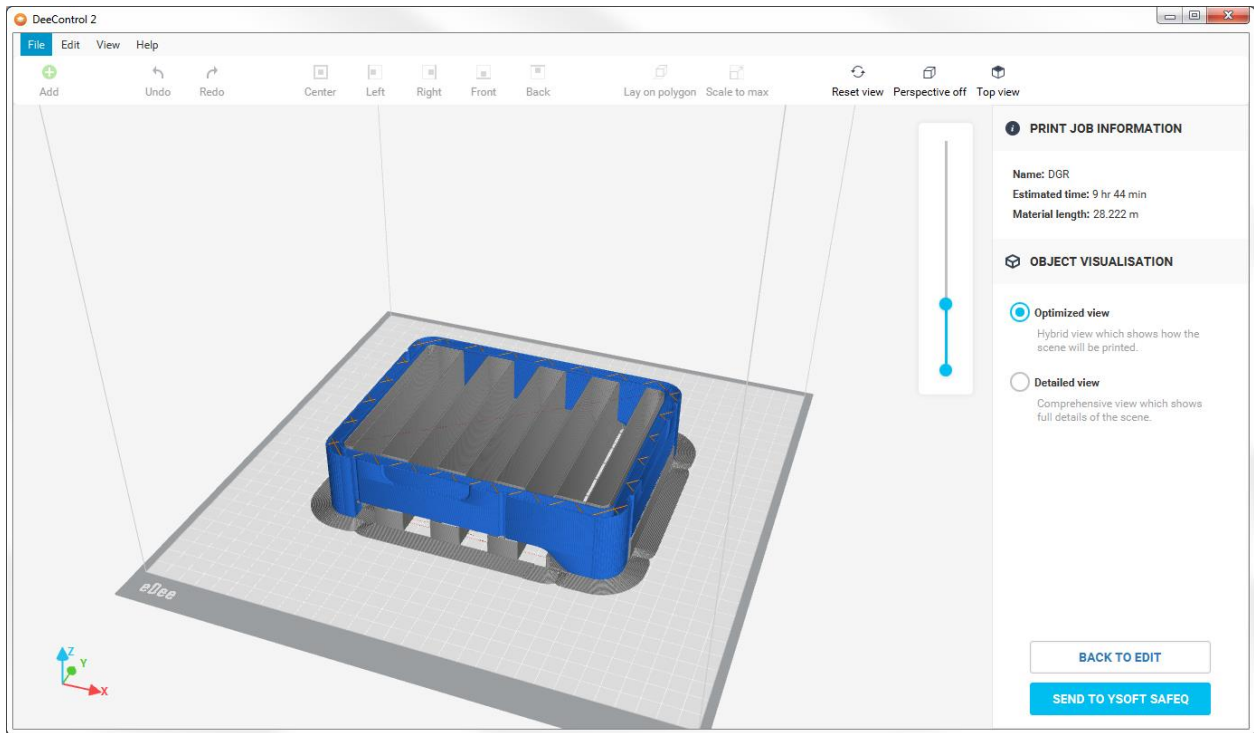 DeeControl 2
File Edit View Help
Add Undo Redo Center Left Right Front Back Lay on polygon Scale to max Reset view Perspective off Top view
PRINT JOB INFORMATION
Name: DGR
Estimated time: 9 hr 44 min
Material length: 28.222 m
OBJECT VISUALISATION
Optimized view
Hybrid view which shows how the
scene will be printed.
Detailed view
Comprehensive view which shows
full details of the scene.
eDee
Z
Y
X
BACK TO EDIT
SEND TO YSOFT SAFEQ